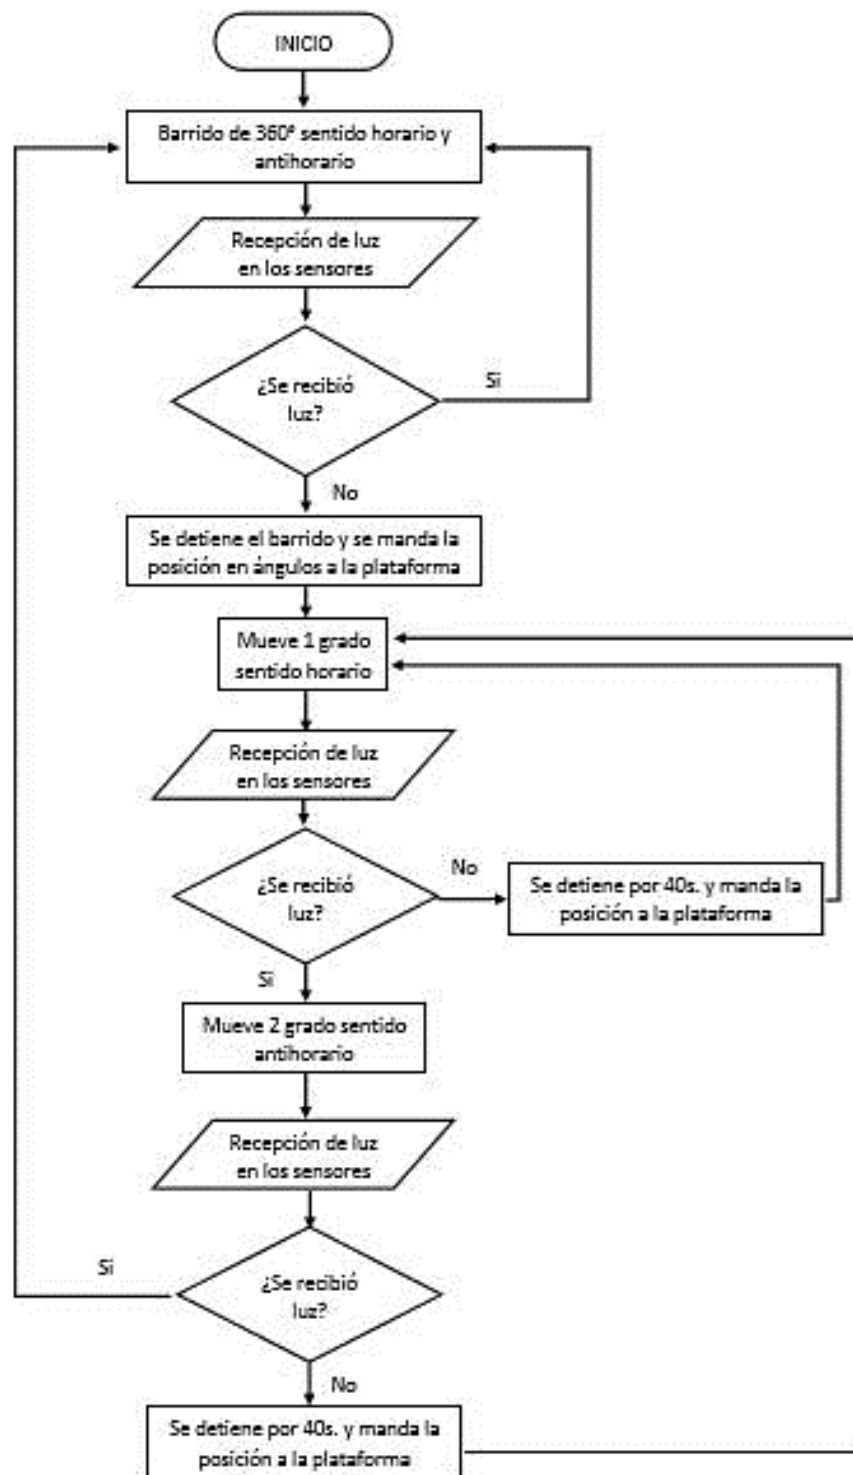 INICIO
Barrido de 360º sentido horario y
antihorario
Recepción de luz
en los sensores
¿Se recibió
luz?
Si
No
Se detiene el barrido y se manda la
posición en ángulos a la plataforma
Mueve 1 grado
sentido horario
Recepción de luz
en los sensores
¿Se recibió
luz?
No
Se detiene por 40s. y manda la
posición a la plataforma
Si
Mueve 2 grado sentido
antihorario
Recepción de luz
en los sensores
Si
¿Se recibió
luz?
No
Se detiene por 40s. y manda la
posición a la plataforma